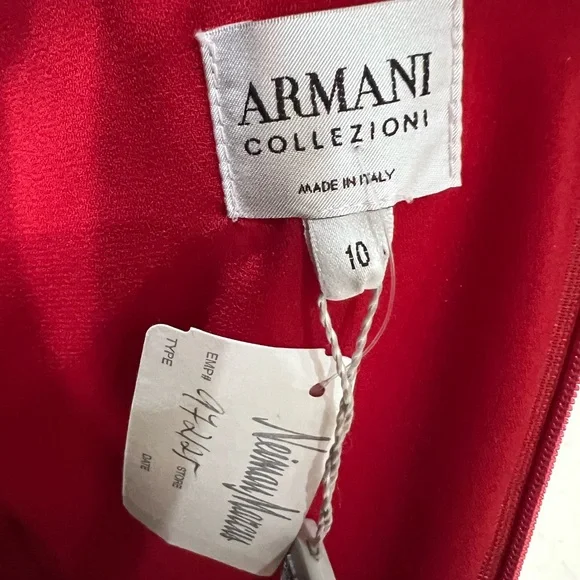 ARMANI
COLLEZIONI
MADE IN ITALY
10
Neiman Marcus
EMP#
TYPE
STORE
DATE